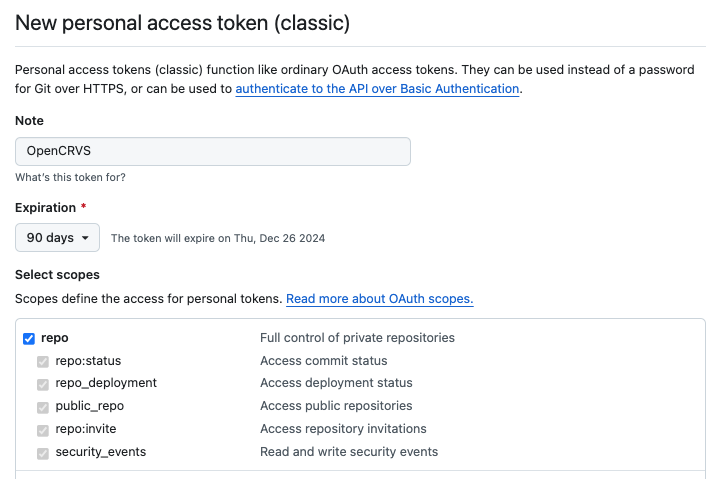 New personal access token (classic)
Personal access tokens (classic) function like ordinary OAuth access tokens. They can be used instead of a password
for Git over HTTPS, or can be used to authenticate to the API over Basic Authentication.
Note
OpenCRVS
What's this token for?
Expiration *
90 days The token will expire on Thu, Dec 26 2024
Select scopes
Scopes define the access for personal tokens. Read more about OAuth scopes.
repo Full control of private repositories
repo:status Access commit status
repo_deployment Access deployment status
public_repo Access public repositories
repo:invite Access repository invitations
security_events Read and write security events